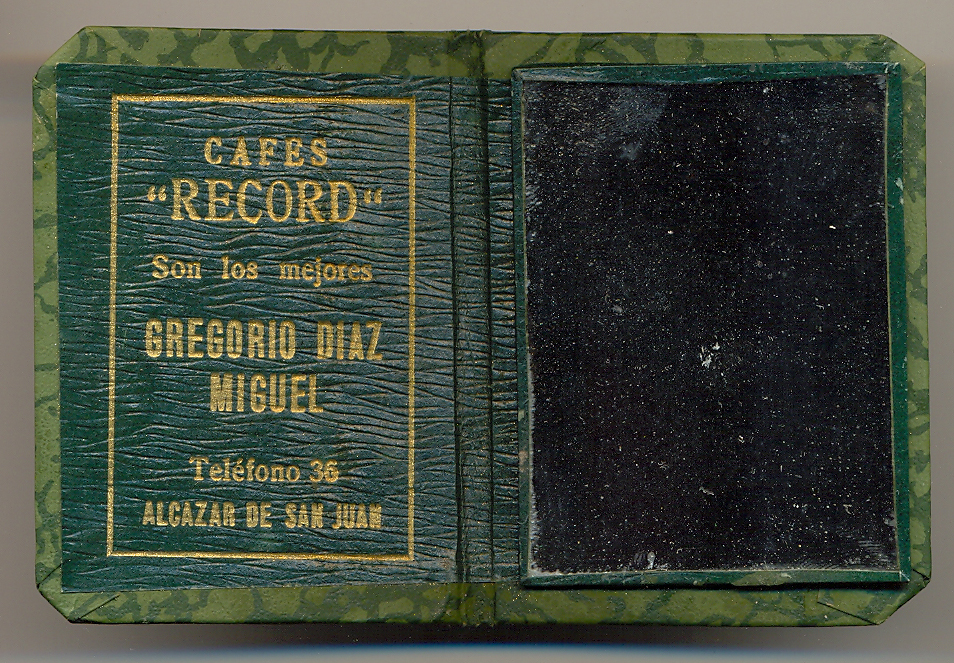 CAFES
"RECORD"
Son los mejores
GREGORIO DIAZ
MIGUEL
Teléfono 36
ALCAZAR DE SAN JUAN